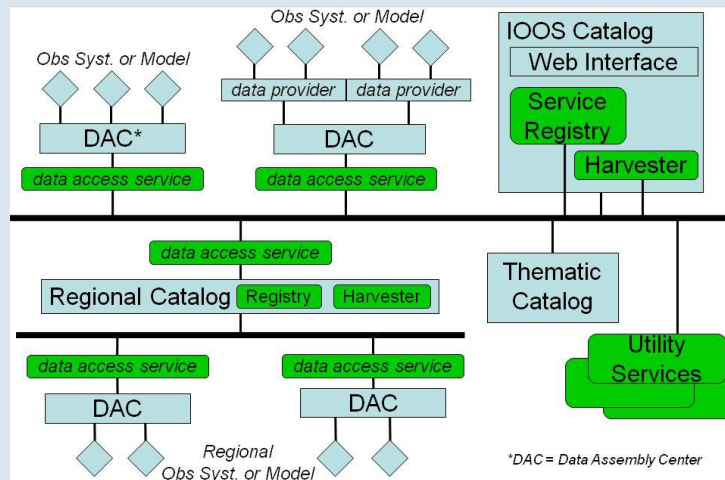 Obs Syst. or Model
DAC*
data access service
Obs Syst. or Model
data provider
data provider
DAC
data access service
IOOS Catalog
Web Interface
Service
Registry
Harvester
data access service
Regional Catalog
Registry
Harvester
Thematic
Catalog
Utility
Services
data access service
DAC
data access service
DAC
Regional
Obs Syst. or Model
*DAC = Data Assembly Center